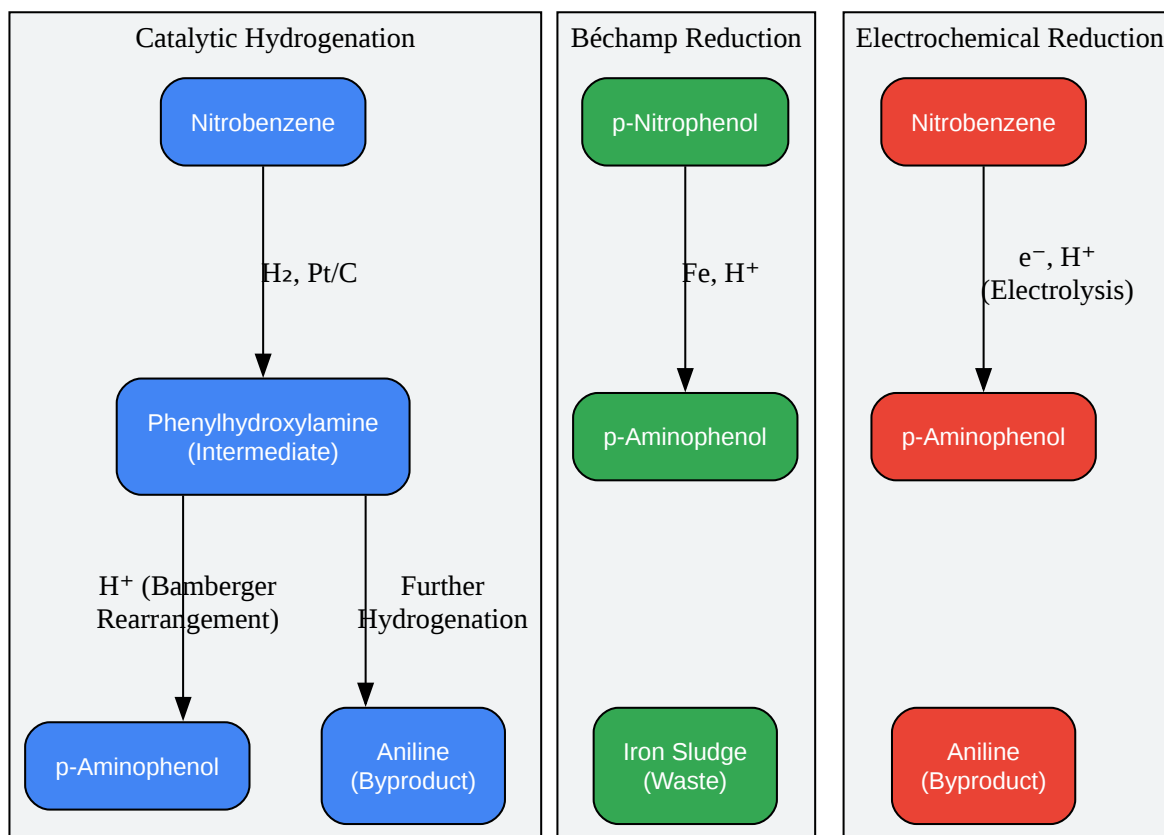 Catalytic Hydrogenation
Nitrobenzene
H₂, Pt/C
Phenylhydroxylamine
(Intermediate)
H⁺ (Bamberger
Rearrangement)
Further
Hydrogenation
p-Aminophenol
Aniline
(Byproduct)
Béchamp Reduction
p-Nitrophenol
Fe, H⁺
p-Aminophenol
Iron Sludge
(Waste)
Electrochemical Reduction
Nitrobenzene
e⁻, H⁺
(Electrolysis)
p-Aminophenol
Aniline
(Byproduct)